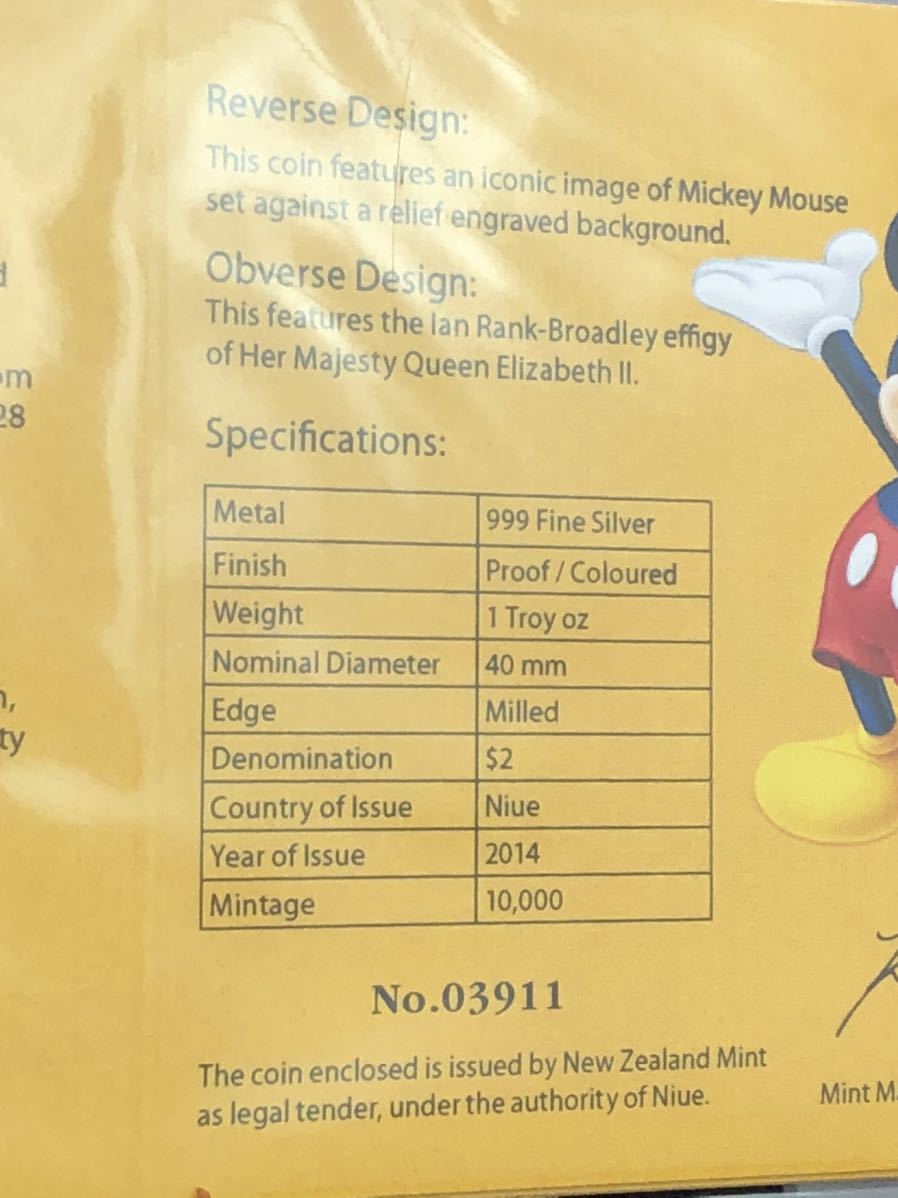 Reverse Design:
This coin features an iconic image of Mickey Mouse
set against a relief engraved background.
Obverse Design:
This features the Ian Rank-Broadley effigy
of Her Majesty Queen Elizabeth II.
Specifications:
Metal 999 Fine Silver
Finish Proof / Coloured
Weight 1 Troy oz
Nominal Diameter 40 mm
Edge Milled
Denomination $2
Country of Issue Niue
Year of Issue 2014
Mintage 10,000
No.03911
The coin enclosed is issued by New Zealand Mint
as legal tender, under the authority of Niue.
Mint
28
ty